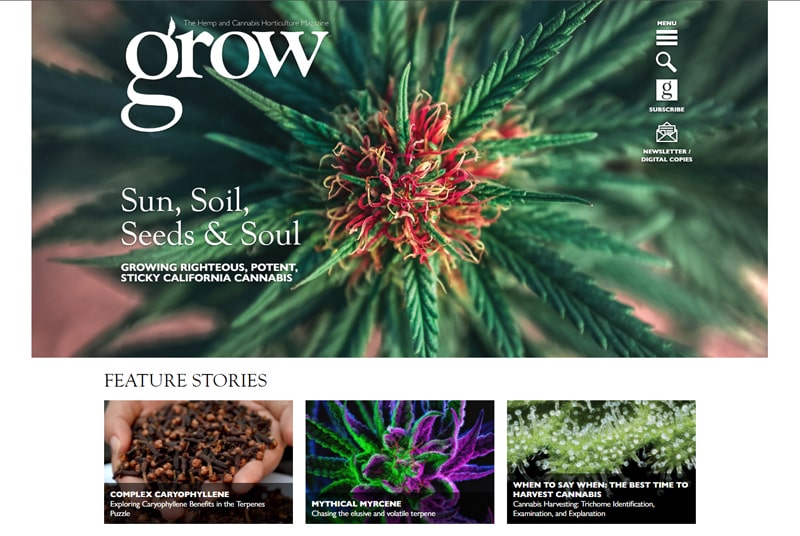 The Hemp and Cannabis Horticulture Magazine
grow
MENU
g
SUBSCRIBE
NEWSLETTER /
DIGITAL COPIES
Sun, Soil,
Seeds & Soul
GROWING RIGHTEOUS, POTENT,
STICKY CALIFORNIA CANNABIS
FEATURE STORIES
COMPLEX CARYOPHYLLENE
Exploring Caryophyllene Benefits in the Terpenes
Puzzle
MYTHICAL MYRCENE
Chasing the elusive and volatile terpene
WHEN TO SAY WHEN: THE BEST TIME TO
HARVEST CANNABIS
Cannabis Harvesting: Trichome Identification,
Examination, and Explanation